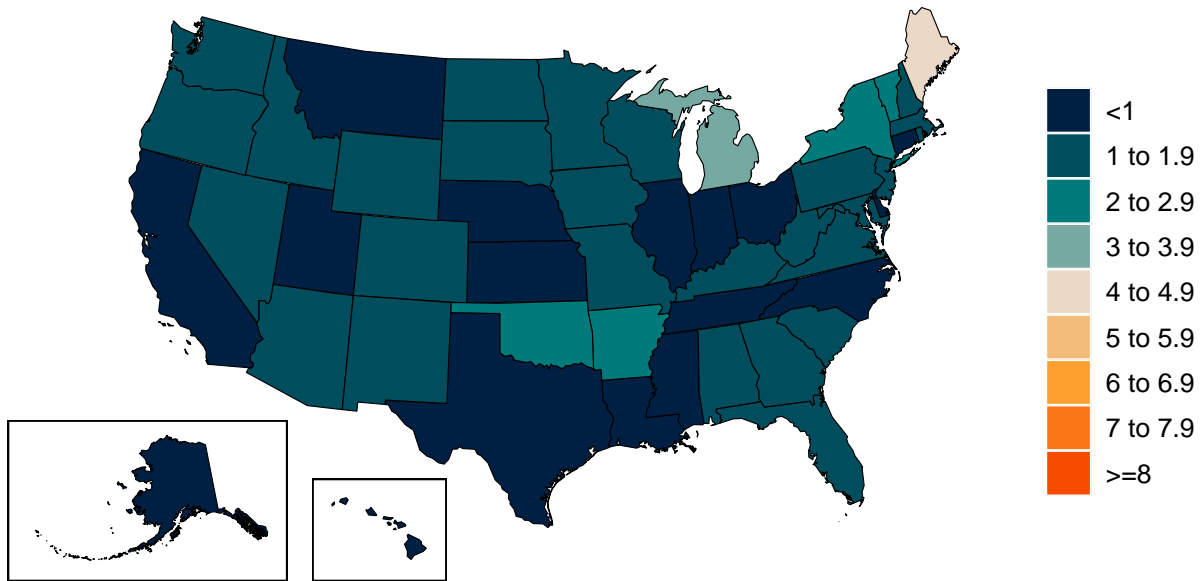 <1
1 to 1.9
2 to 2.9
3 to 3.9
4 to 4.9
5 to 5.9
6 to 6.9
7 to 7.9
>=8